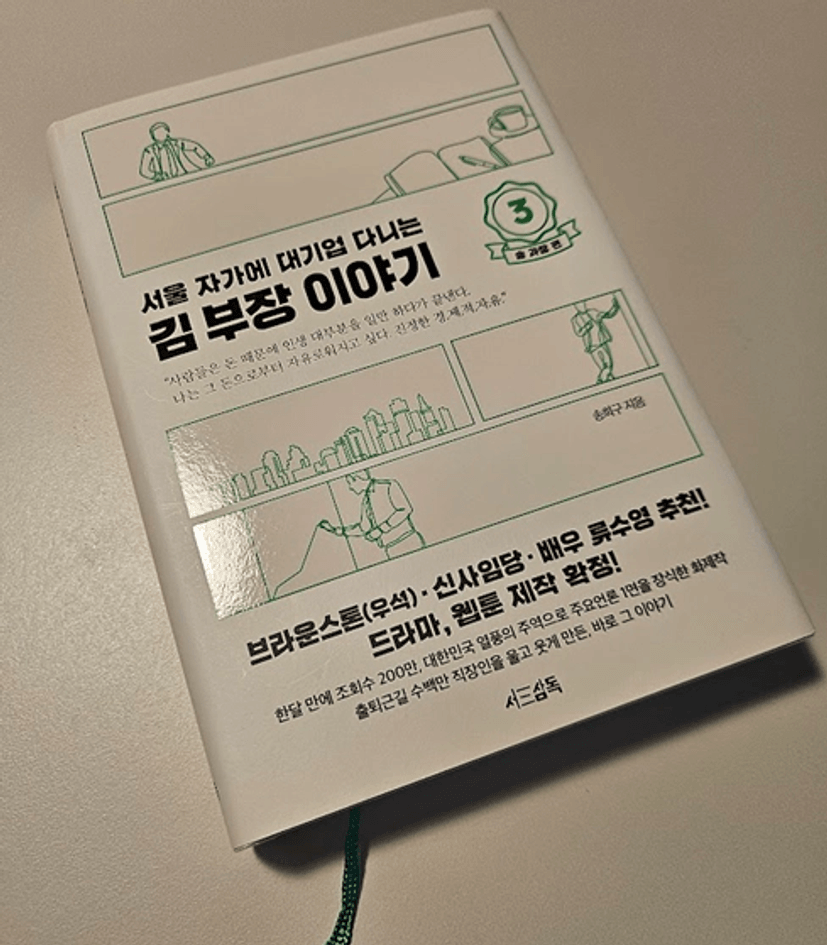 3
송 과장 편
서울 자가에 대기업 다니는
김 부장 이야기
“사람들은 돈 때문에 인생 대부분을 일만 하다가 끝낸다.
나는 그 돈으로부터 자유로워지고 싶다. 진정한 경.제.적.자.유.”
송희구 지음
브라운스톤(우석)·신사임당·배우 류수영 추천!
드라마, 웹툰 제작 확정!
한달 만에 조회수 200만, 대한민국 열풍의 주역으로 주요언론 1면을 장식한 화제작
출퇴근길 수백만 직장인을 울고 웃게 만든, 바로 그 이야기
서삼독